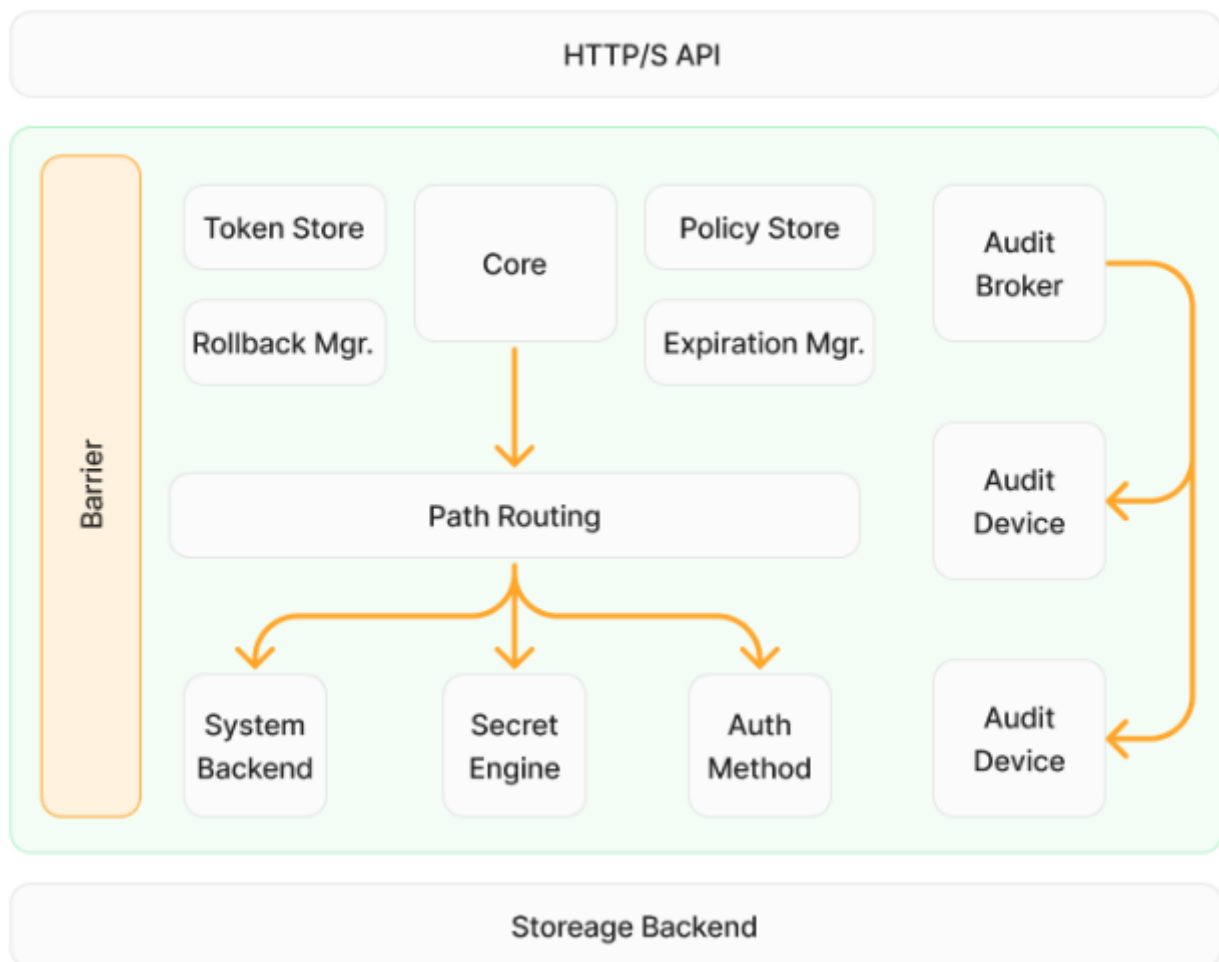 HTTP/S API
Token Store
Core
Policy Store
Audit
Broker
Rollback Mgr.
Expiration Mgr.
Barrier
Path Routing
Audit
Device
System
Backend
Secret
Engine
Auth
Method
Audit
Device
Storeage Backend